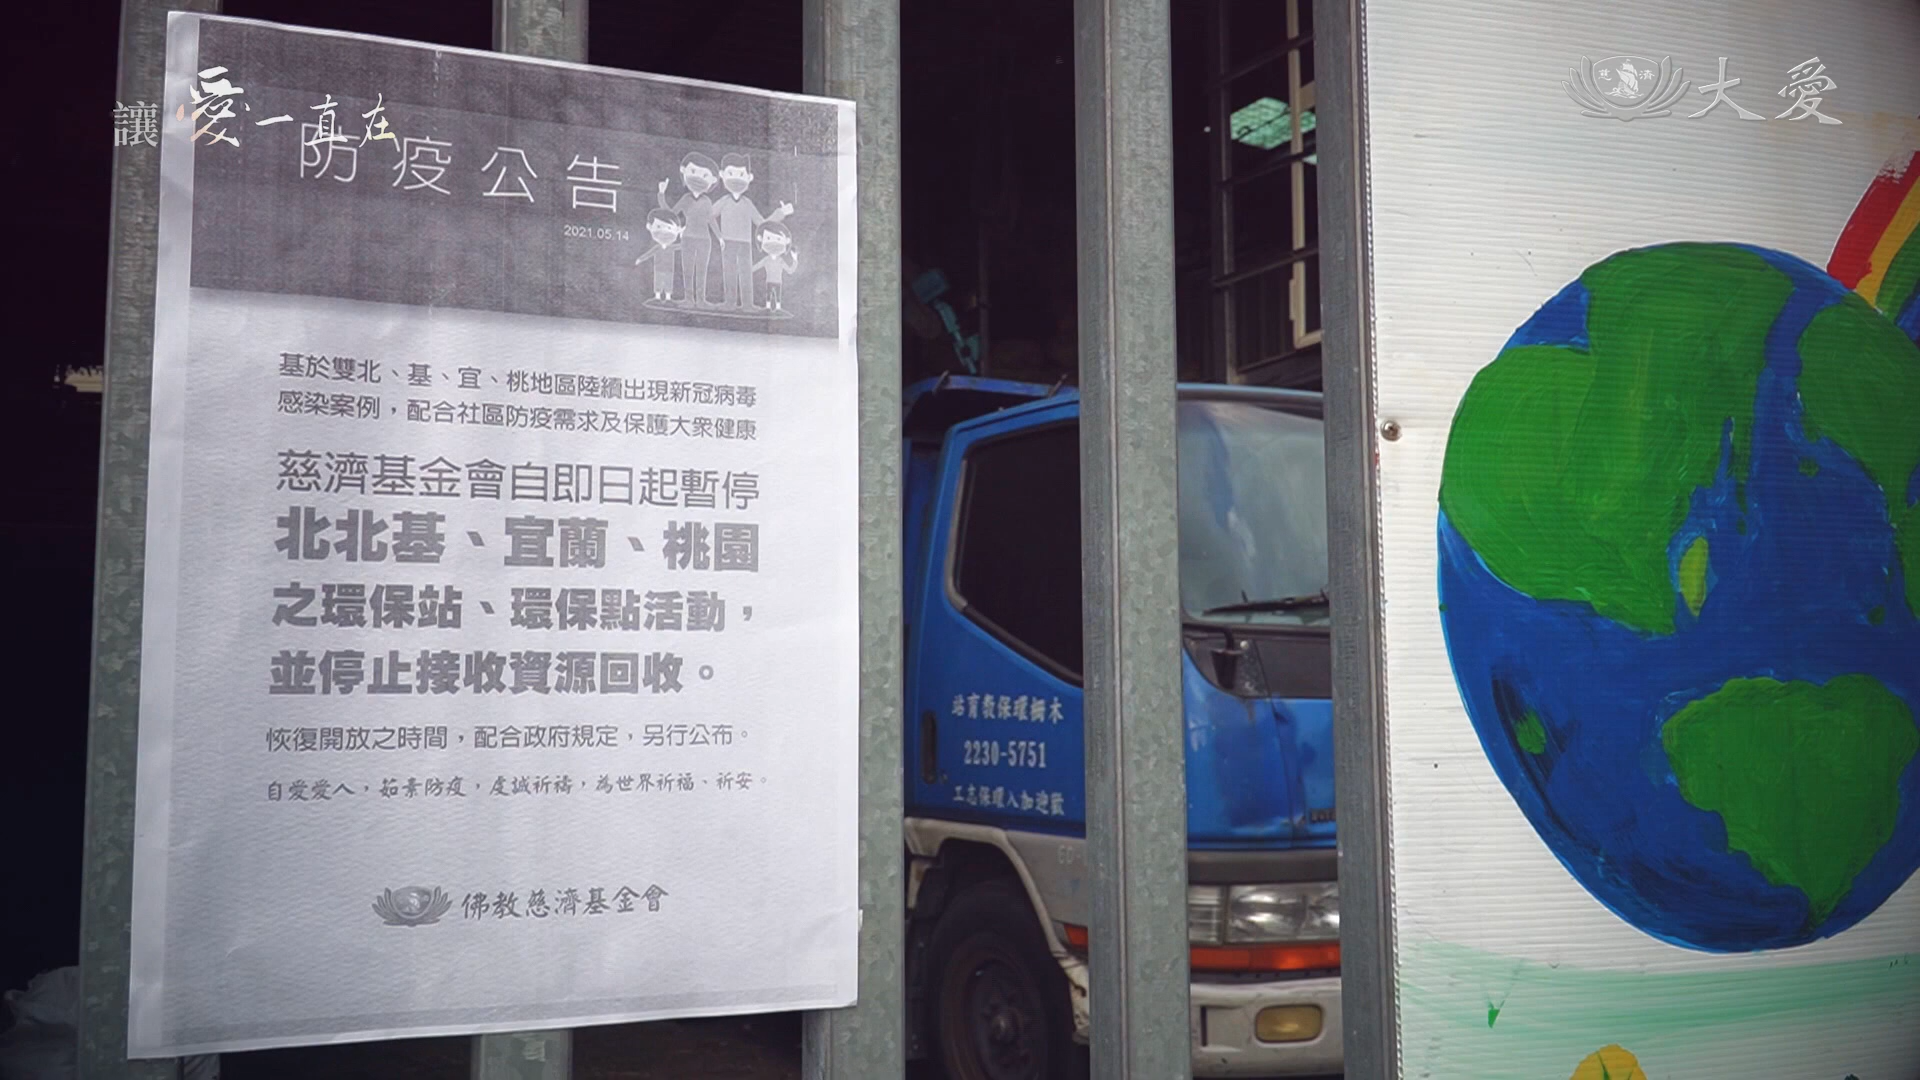 讓愛一直在
大愛
慈濟
防疫公告
2021.05.14
基於雙北、基、宜、桃地區陸續出現新冠病毒
感染案例，配合社區防疫需求及保護大眾健康
慈濟基金會自即日起暫停
北北基、宜蘭、桃園
之環保站、環保點活動，
並停止接收資源回收。
恢復開放之時間，配合政府規定，另行公布。
自愛愛人，茹素防疫，虔誠祈禱，為世界祈福、祈安。
佛教慈濟基金會
站育教保環柵木
2230-5751
工志保環入加迎歡